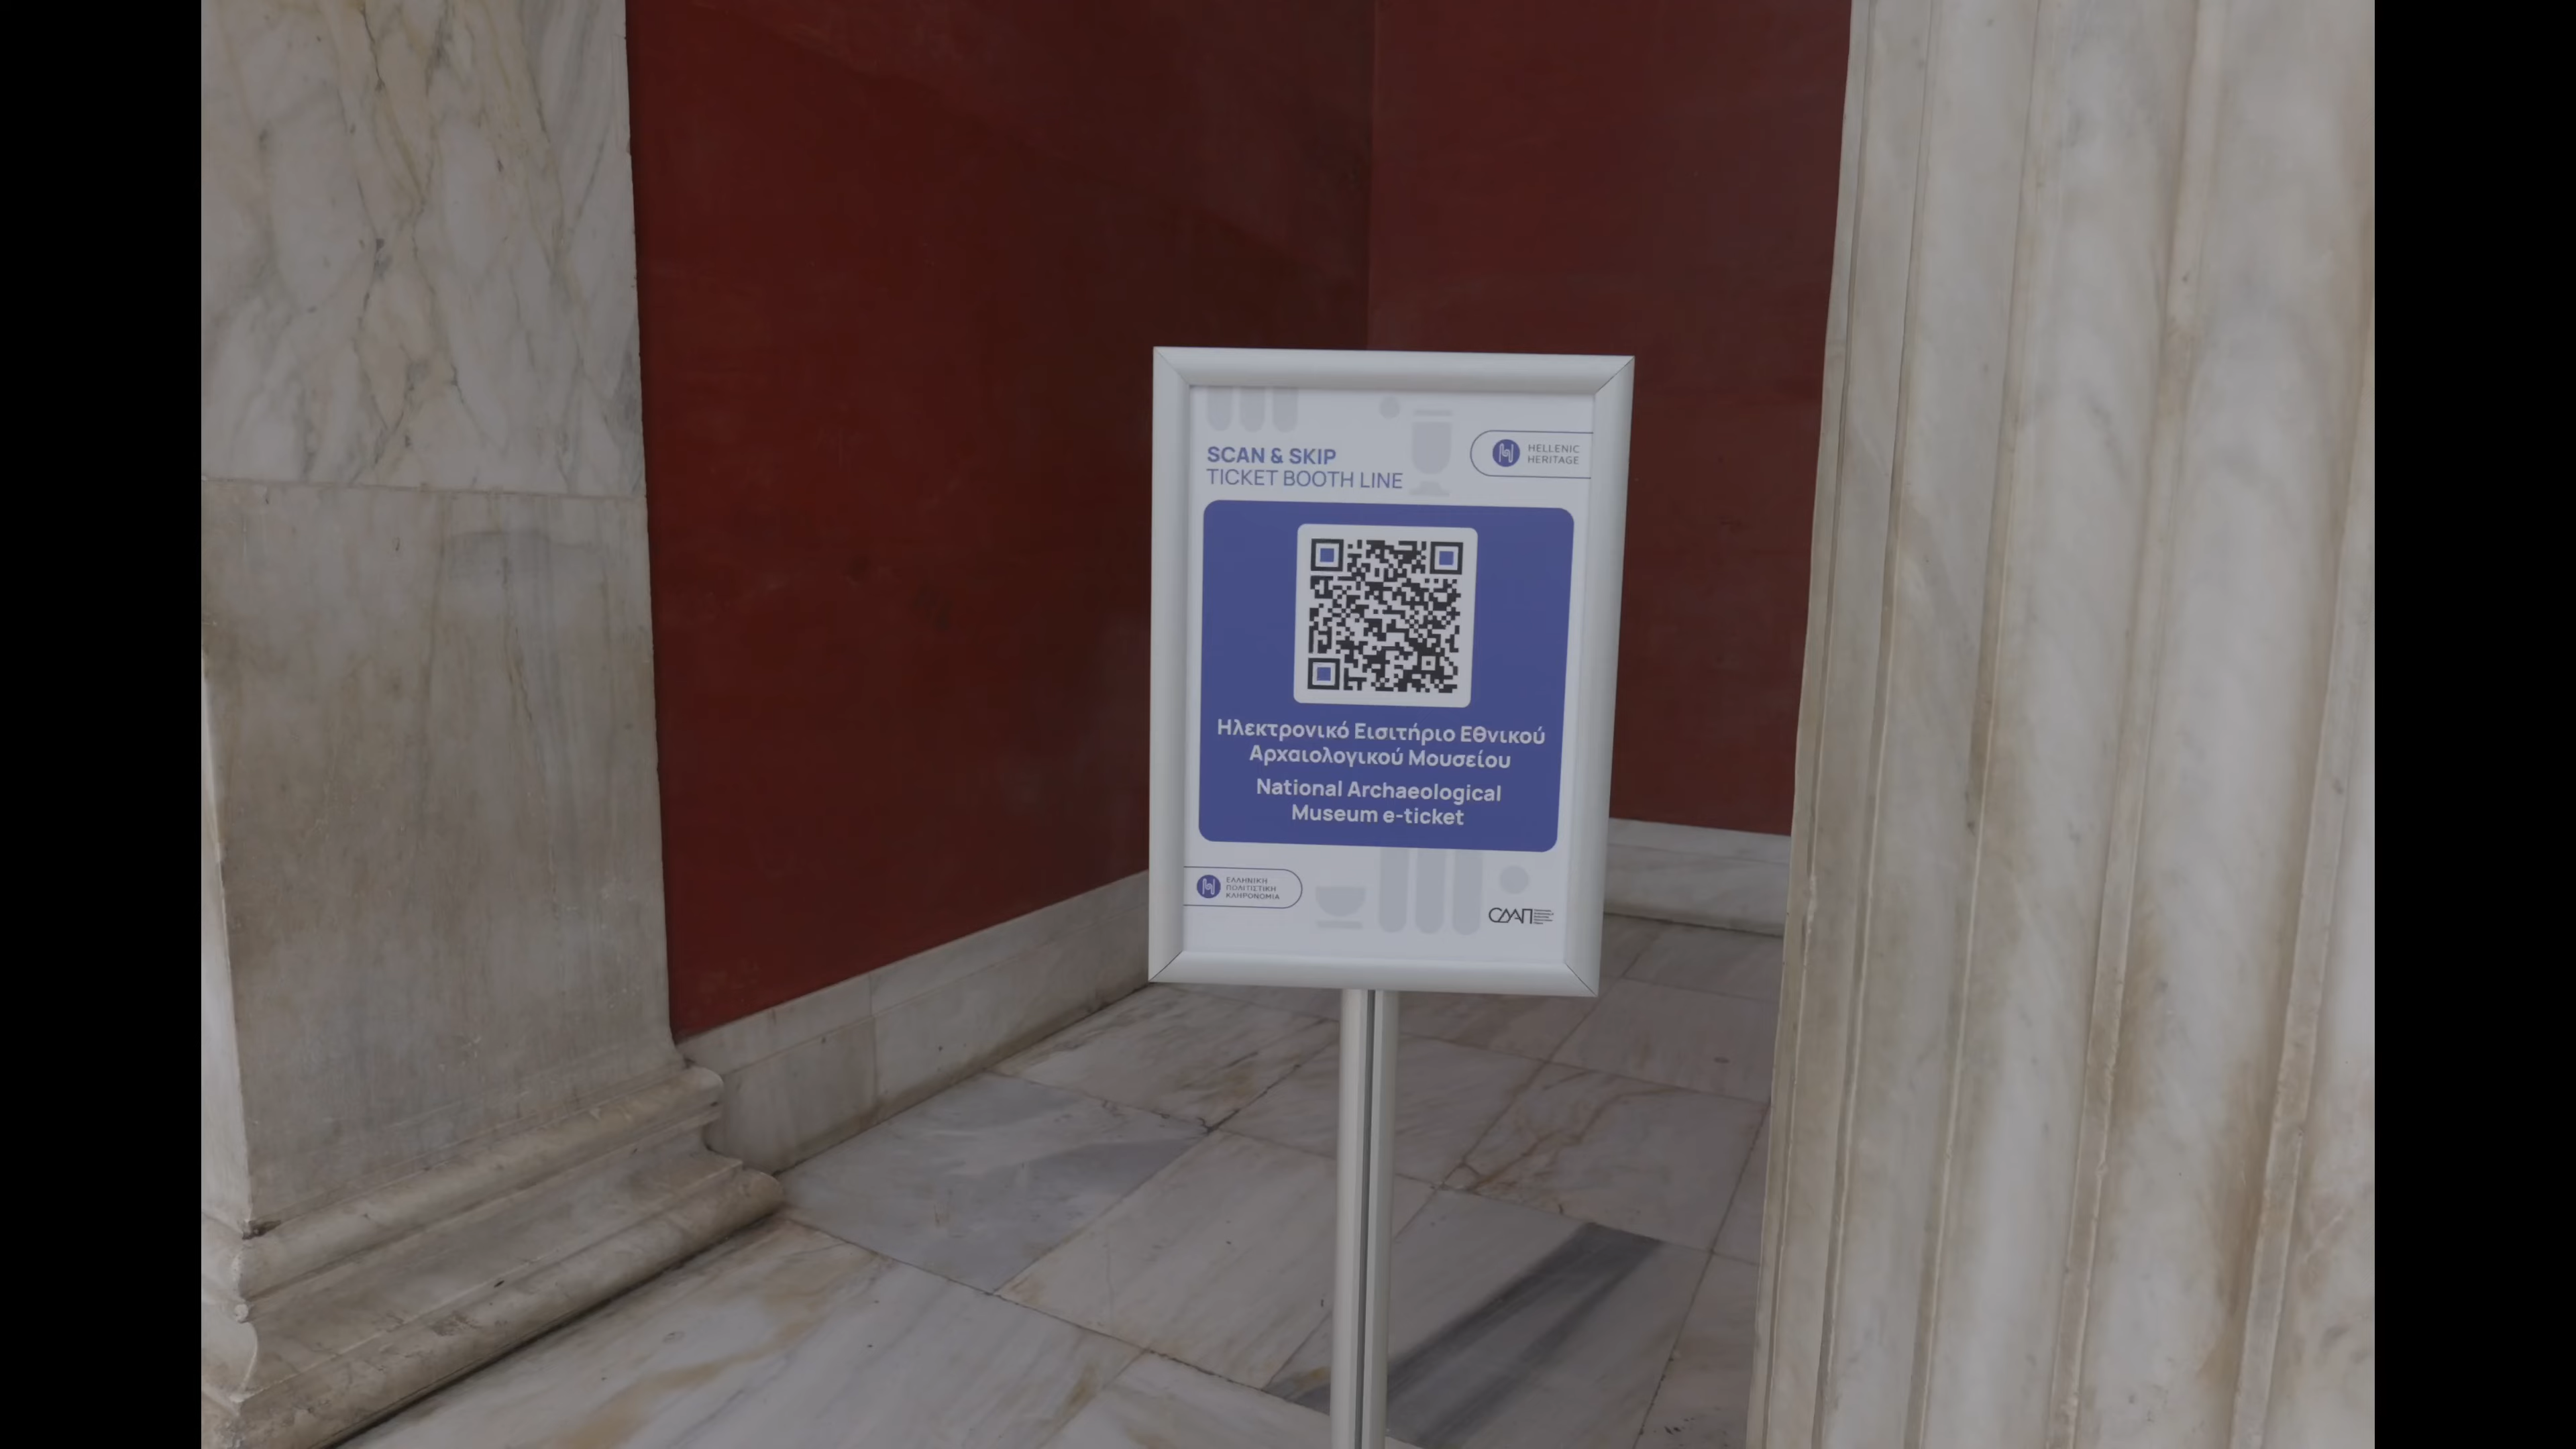 SCAN & SKIP
TICKET BOOTH LINE
HELLENIC
HERITAGE
Ηλεκτρονικό Εισιτήριο Εθνικού
Αρχαιολογικού Μουσείου
National Archaeological
Museum e-ticket
ΕΛΛΗΝΙΚΗ
ΠΟΛΙΤΙΣΤΙΚΗ
ΚΛΗΡΟΝΟΜΙΑ